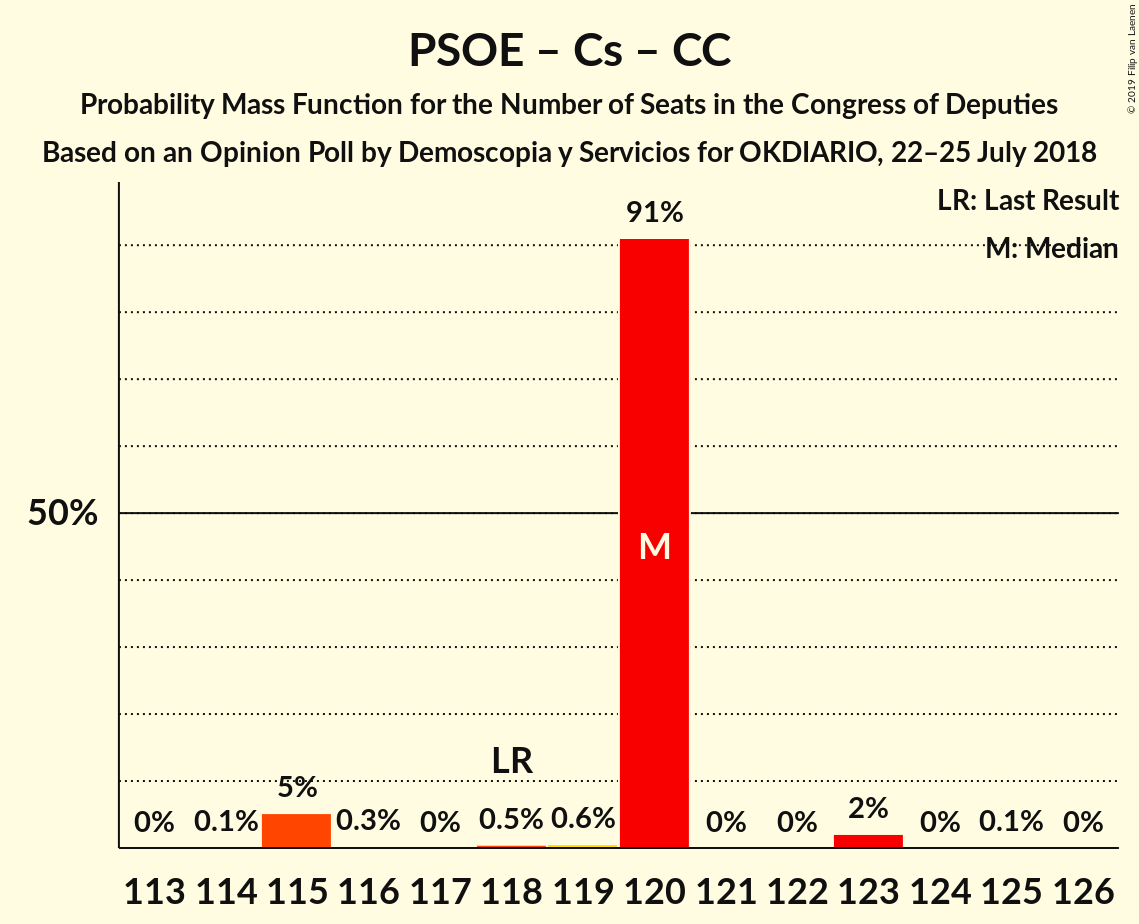 PSOE – Cs – CC
Probability Mass Function for the Number of Seats in the Congress of Deputies
Based on an Opinion Poll by Demoscopia y Servicios for OKDIARIO, 22–25 July 2018
© 2019 Filip van Laenen
LR: Last Result
M: Median
91%
50%
M
LR
0% 0.1% 5% 0.3% 0% 0.5% 0.6% 0% 0% 2% 0% 0.1% 0%
113 114 115 116 117 118 119 120 121 122 123 124 125 126